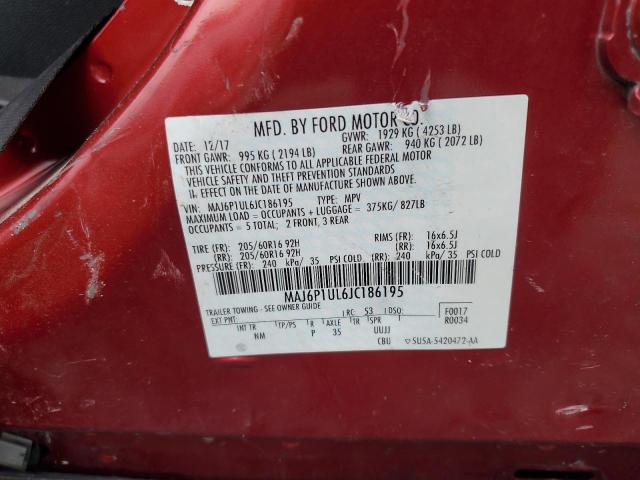 MFD. BY FORD MOTOR CO.
DATE: 12/17 GVWR: 1929 KG ( 4253 LB)
FRONT GAWR: 995 KG ( 2194 LB) REAR GAWR: 940 KG ( 2072 LB)
THIS VEHICLE CONFORMS TO ALL APPLICABLE FEDERAL MOTOR
VEHICLE SAFETY AND THEFT PREVENTION STANDARDS IN
EFFECT ON THE DATE OF MANUFACTURE SHOWN ABOVE.
VIN: MAJ6P1UL6JC186195 TYPE: MPV
MAXIMUM LOAD = OCCUPANTS + LUGGAGE = 375KG/ 827LB
OCCUPANTS = 5 TOTAL; 2 FRONT, 3 REAR
TIRE (FR): 205/60R16 92H RIMS (FR): 16x6.5J
(RR): 205/60R16 92H (RR): 16x6.5J
PRESSURE (FR): 240 kPa/ 35 PSI COLD (RR): 240 kPa/ 35 PSI COLD
MAJ6P1UL6JC186195
TRAILER TOWING - SEE OWNER GUIDE
EXT PNT: RC: 53 DSO: F0017
R0034
INT TR TP/PS R AXLE TR SPR
NM P 35 UUJJ
CBU SU5A-5420472-AA